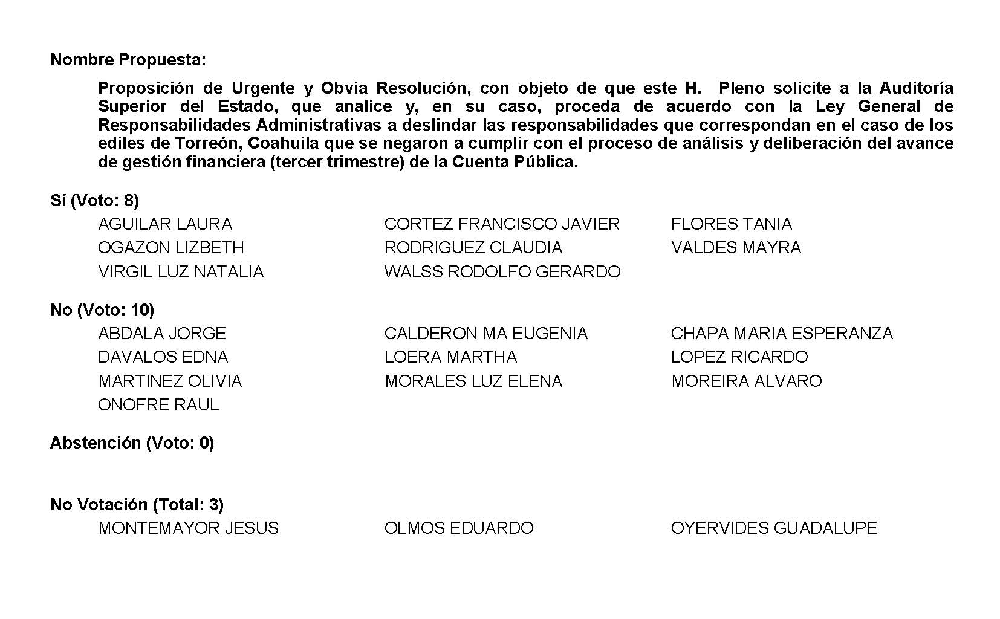 Nombre Propuesta:
Proposición de Urgente y Obvia Resolución, con objeto de que este H. Pleno solicite a la Auditoría
Superior del Estado, que analice y, en su caso, proceda de acuerdo con la Ley General de
Responsabilidades Administrativas a deslindar las responsabilidades que correspondan en el caso de los
ediles de Torreón, Coahuila que se negaron a cumplir con el proceso de análisis y deliberación del avance
de gestión financiera (tercer trimestre) de la Cuenta Pública.
Sí (Voto: 8)
AGUILAR LAURA CORTEZ FRANCISCO JAVIER FLORES TANIA
OGAZON LIZBETH RODRIGUEZ CLAUDIA VALDES MAYRA
VIRGIL LUZ NATALIA WALSS RODOLFO GERARDO
No (Voto: 10)
ABDALA JORGE CALDERON MA EUGENIA CHAPA MARIA ESPERANZA
DAVALOS EDNA LOERA MARTHA LOPEZ RICARDO
MARTINEZ OLIVIA MORALES LUZ ELENA MOREIRA ALVARO
ONOFRE RAUL
Abstención (Voto: 0)
No Votación (Total: 3)
MONTEMAYOR JESUS OLMOS EDUARDO OYERVIDES GUADALUPE